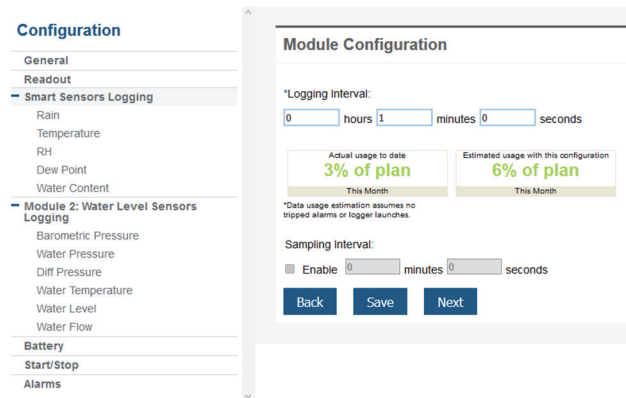 Configuration
General
Readout
Smart Sensors Logging
Rain
Temperature
RH
Dew Point
Water Content
Module 2: Water Level Sensors
Logging
Barometric Pressure
Water Pressure
Diff Pressure
Water Temperature
Water Level
Water Flow
Battery
Start/Stop
Alarms
Module Configuration
*Logging Interval:
0 hours 1 minutes 0 seconds
Actual usage to date
3% of plan
This Month
Estimated usage with this configuration
6% of plan
This Month
*Data usage estimation assumes no
tripped alarms or logger launches.
Sampling Interval:
Enable 0 minutes 0 seconds
Back Save Next